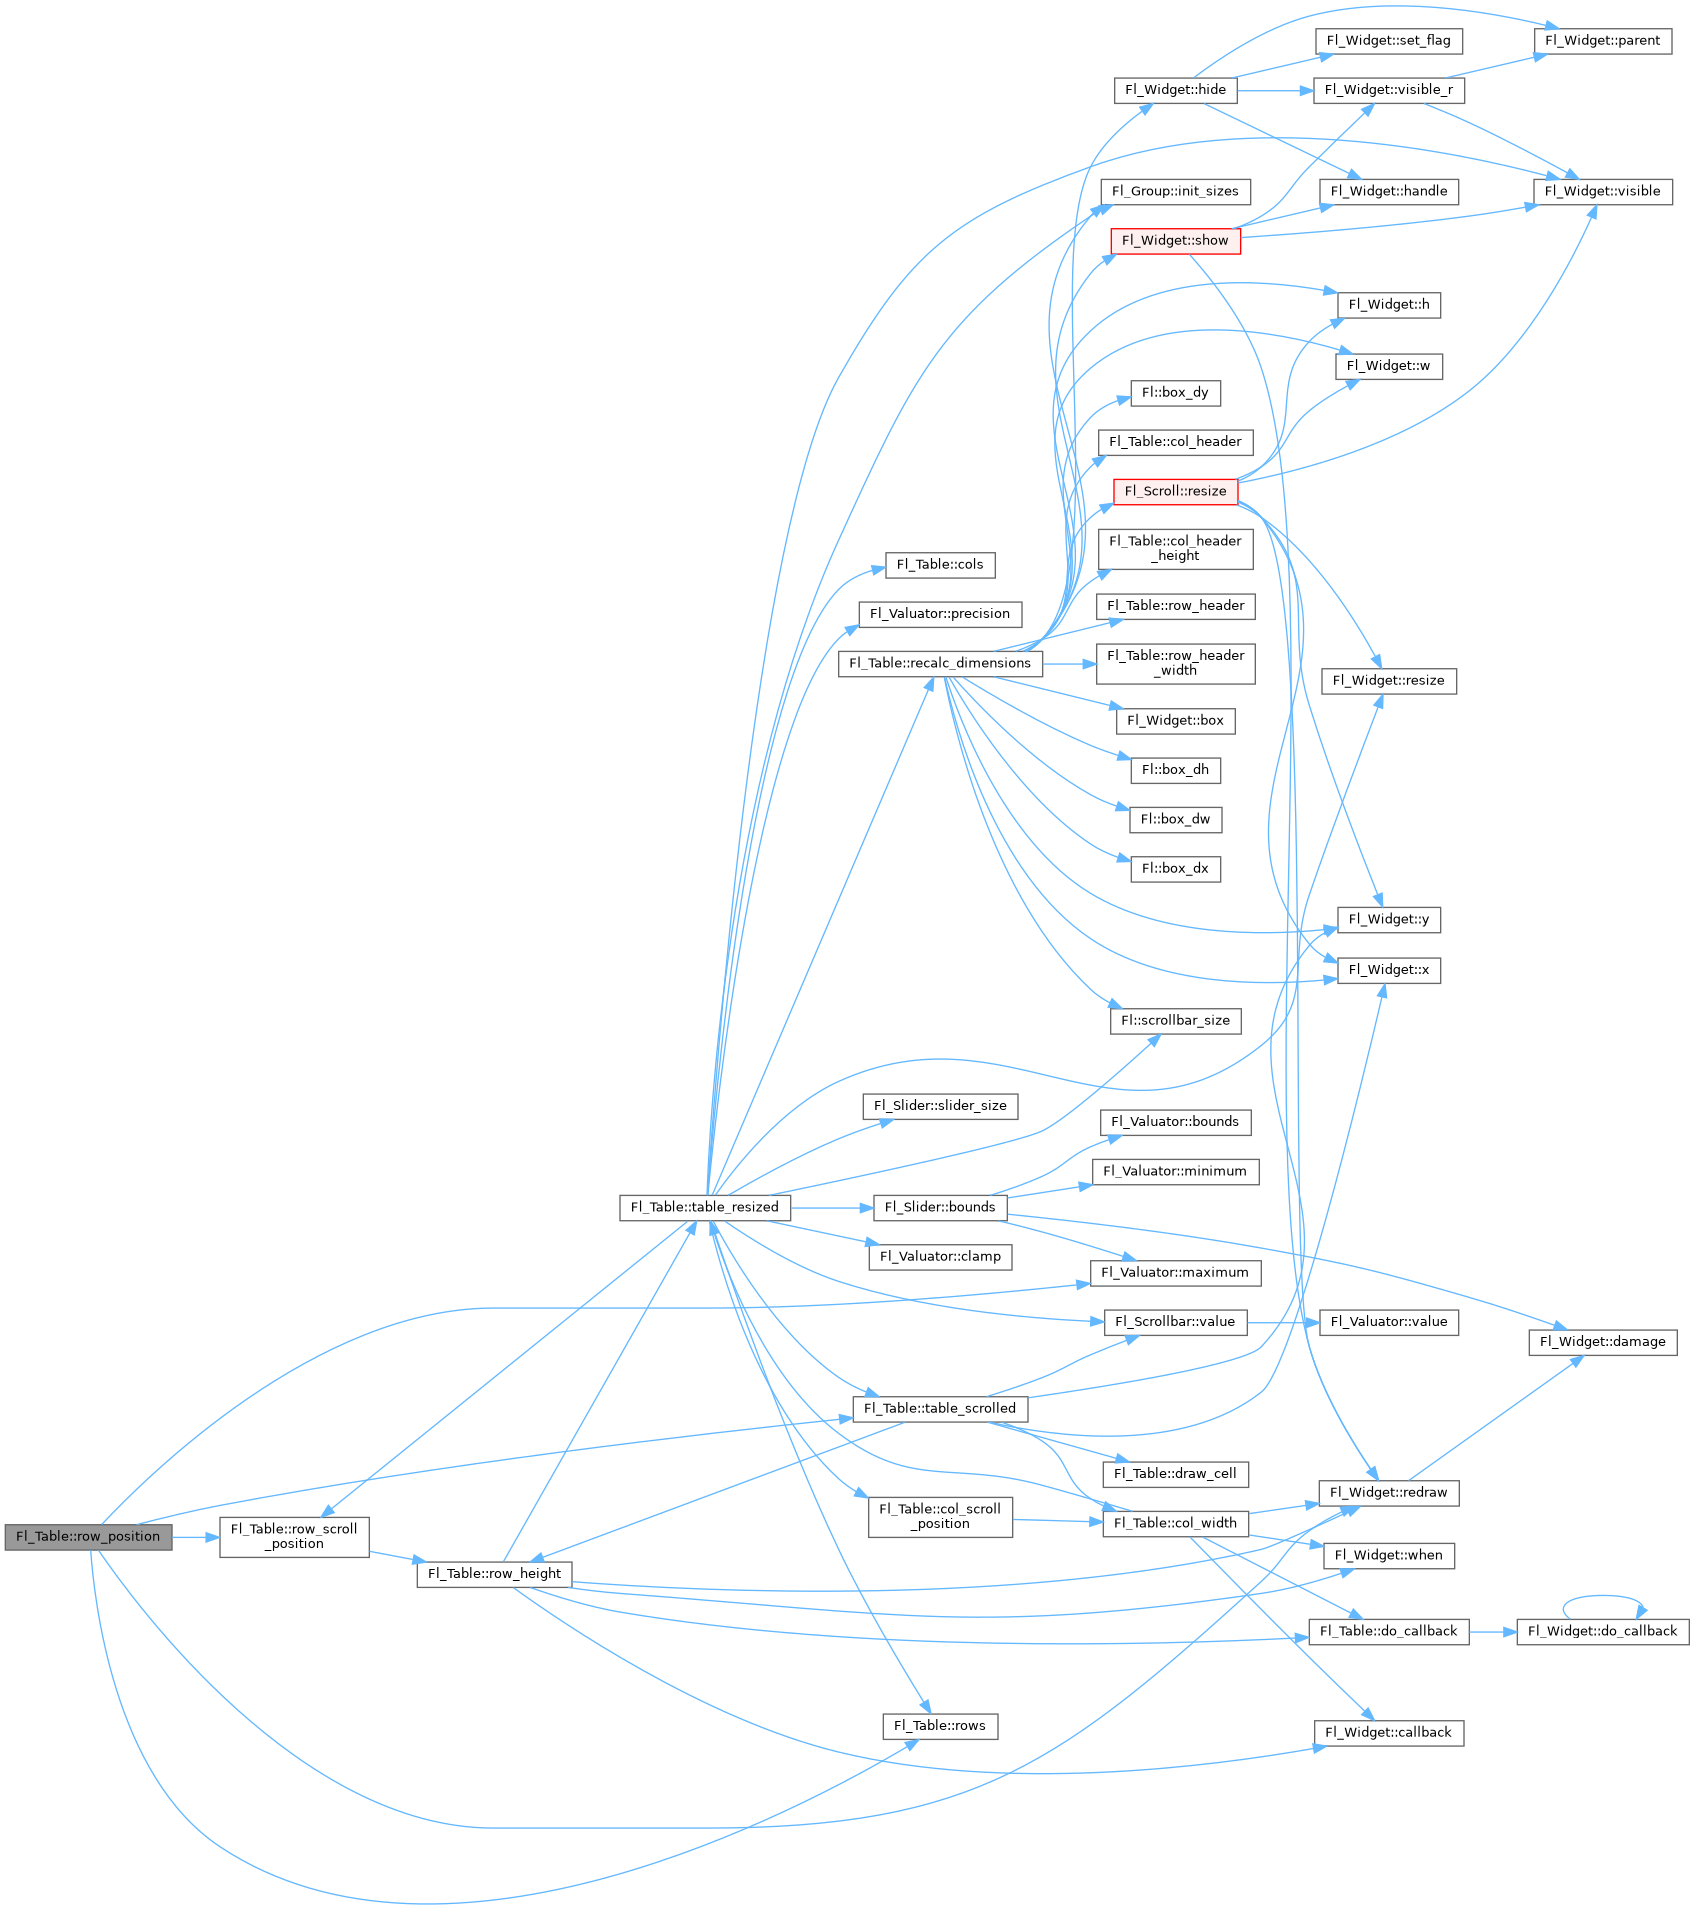 Fl_Widget::set_flag
Fl_Widget::parent
Fl_Widget::hide
Fl_Widget::visible_r
Fl_Group::init_sizes
Fl_Widget::handle
Fl_Widget::visible
Fl_Widget::show
Fl_Widget::h
Fl_Widget::w
Fl::box_dy
Fl_Table::col_header
Fl_Scroll::resize
Fl_Table::col_header
_height
Fl_Table::cols
Fl_Valuator::precision
Fl_Table::row_header
Fl_Table::recalc_dimensions
Fl_Table::row_header
_width
Fl_Widget::resize
Fl_Widget::box
Fl::box_dh
Fl::box_dw
Fl::box_dx
Fl_Widget::y
Fl_Widget::x
Fl::scrollbar_size
Fl_Slider::slider_size
Fl_Valuator::bounds
Fl_Valuator::minimum
Fl_Table::table_resized
Fl_Slider::bounds
Fl_Valuator::clamp
Fl_Valuator::maximum
Fl_Scrollbar::value
Fl_Valuator::value
Fl_Widget::damage
Fl_Table::table_scrolled
Fl_Table::draw_cell
Fl_Widget::redraw
Fl_Table::row_position
Fl_Table::row_scroll
_position
Fl_Table::col_scroll
_position
Fl_Table::col_width
Fl_Widget::when
Fl_Table::row_height
Fl_Table::do_callback
Fl_Widget::do_callback
Fl_Table::rows
Fl_Widget::callback